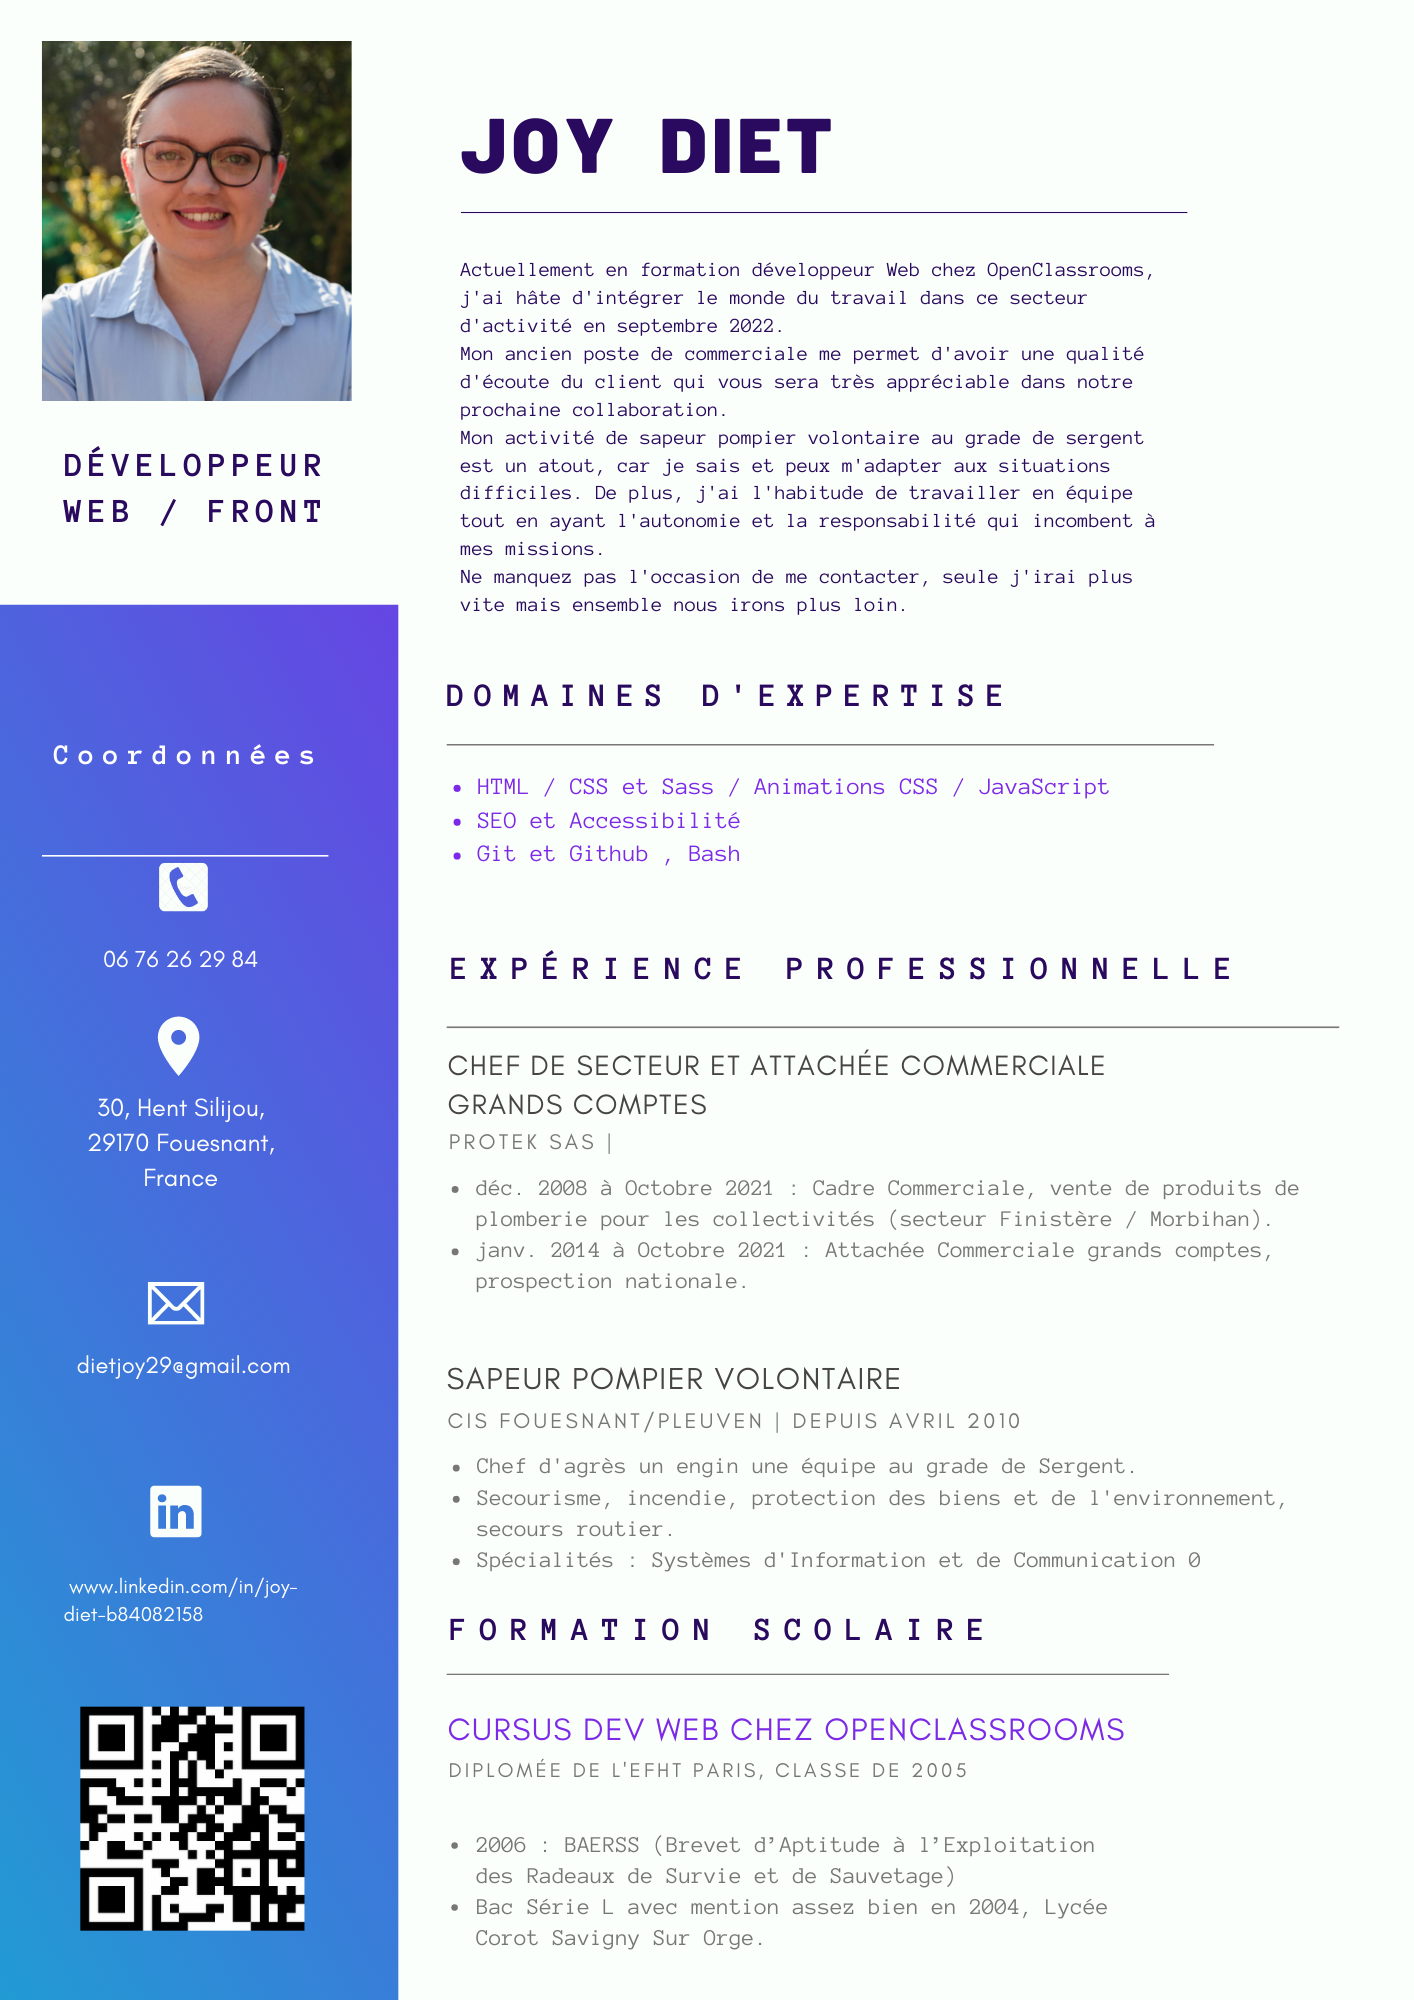 JOY DIET
Actuellement en formation développeur Web chez OpenClassrooms,
j'ai hâte d'intégrer le monde du travail dans ce secteur
d'activité en septembre 2022.
Mon ancien poste de commerciale me permet d'avoir une qualité
d'écoute du client qui vous sera très appréciable dans notre
prochaine collaboration.
Mon activité de sapeur pompier volontaire au grade de sergent
est un atout, car je sais et peux m'adapter aux situations
difficiles. De plus, j'ai l'habitude de travailler en équipe
tout en ayant l'autonomie et la responsabilité qui incombent à
mes missions.
Ne manquez pas l'occasion de me contacter, seule j'irai plus
vite mais ensemble nous irons plus loin.
DÉVELOPPEUR
WEB / FRONT
Coordonnées
06 76 26 29 84
30, Hent Silijou,
29170 Fouesnant,
France
dietjoy29@gmail.com
in
www.linkedin.com/in/joy-
diet-b84082158
DOMAINES D'EXPERTISE
• HTML / CSS et Sass / Animations CSS / JavaScript
• SEO et Accessibilité
• Git et Github , Bash
EXPÉRIENCE PROFESSIONNELLE
CHEF DE SECTEUR ET ATTACHÉE COMMERCIALE
GRANDS COMPTES
PROTEK SAS |
• déc. 2008 à Octobre 2021 : Cadre Commerciale, vente de produits de
plomberie pour les collectivités (secteur Finistère / Morbihan).
• janv. 2014 à Octobre 2021 : Attachée Commerciale grands comptes,
prospection nationale.
SAPEUR POMPIER VOLONTAIRE
CIS FOUESNANT/PLEUVEN | DEPUIS AVRIL 2010
• Chef d'agrès un engin une équipe au grade de Sergent.
• Secourisme, incendie, protection des biens et de l'environnement,
secours routier.
• Spécialités : Systèmes d'Information et de Communication 0
FORMATION SCOLAIRE
CURSUS DEV WEB CHEZ OPENCLASSROOMS
DIPLOMÉE DE L'EFHT PARIS, CLASSE DE 2005
• 2006 : BAERSS (Brevet d’Aptitude à l’Exploitation
des Radeaux de Survie et de Sauvetage)
• Bac Série L avec mention assez bien en 2004, Lycée
Corot Savigny Sur Orge.